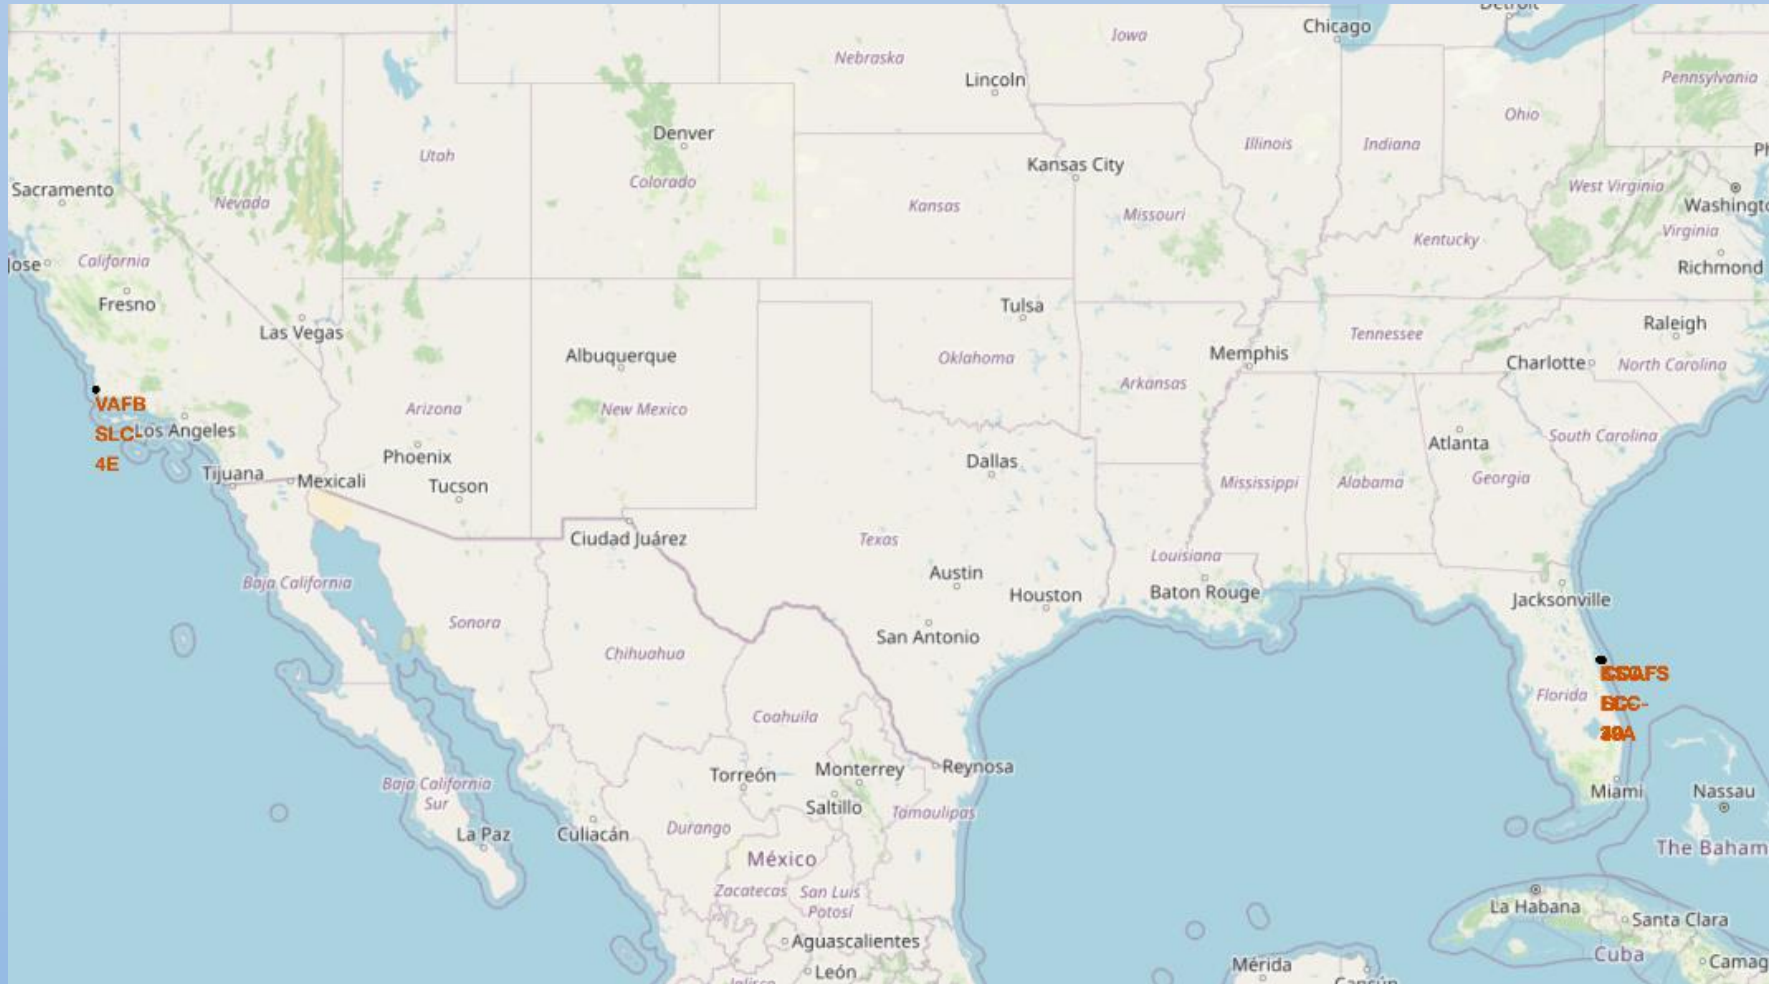 Detroit
Chicago
Iowa
Nebraska
Lincoln
Pennsylvania
Ohio
Denver
Illinois
Indiana
Utah
Kansas City
Colorado
Sacramento
West Virginia
Nevada
Kansas
Missouri
Washingto
Virginia
Kentucky
California
Jose
Richmond
Fresno
Tulsa
Las Vegas
Raleigh
Tennessee
Albuquerque
Memphis
Oklahoma
Charlotte
North Carolina
Arkansas
VAFB
SLC-
4E
Los Angeles
Arizona
New Mexico
South Carolina
Atlanta
Phoenix
Dallas
Tijuana
Mexicali
Tucson
Mississippi
Alabama
Georgia
Ciudad Juárez
Texas
Louisiana
Austin
Baja California
Houston
Baton Rouge
Jacksonville
Sonora
San Antonio
Chihuahua
Florida
Coahuila
Torreón
Monterrey
Reynosa
Baja California
Sur
Saltillo
Tamaulipas
Miami
Nassau
La Paz
Culiacán
Durango
México
The Baham
Zacatecas
San Luis
Potosí
La Habana
Santa Clara
Aguascalientes
Cuba
Camag
León
Mérida
Jalisco
Cancún